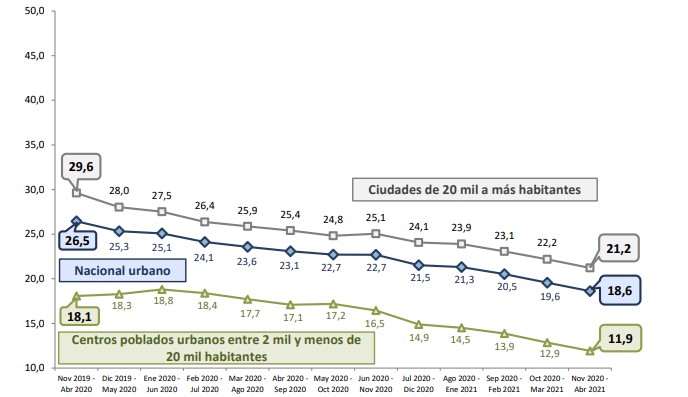 50,0
45,0
40,0
35,0
30,0
25,0
20,0
15,0
10,0
29,6 28,0 27,5 26,4 25,9 25,4 24,8 25,1 24,1 23,9 23,1 22,2 21,2
Ciudades de 20 mil a más habitantes
26,5 25,3 25,1 24,1 23,6 23,1 22,7 22,7 21,5 21,3 20,5 19,6 18,6
Nacional urbano
18,1 18,3 18,8 18,4 17,7 17,1 17,2 16,5 14,9 14,5 13,9 12,9 11,9
Centros poblados urbanos entre 2 mil y menos de
20 mil habitantes
Nov 2019 - Dic 2019 - Ene 2020 - Feb 2020 - Mar 2020 - Abr 2020 - May 2020 - Jun 2020 - Jul 2020 - Ago 2020 - Sep 2020 - Oct 2020 - Nov 2020 -
Abr 2020 May 2020 Jun 2020 Jul 2020 Ago 2020 Sep 2020 Oct 2020 Nov 2020 Dic 2020 Ene 2021 Feb 2021 Mar 2021 Abr 2021